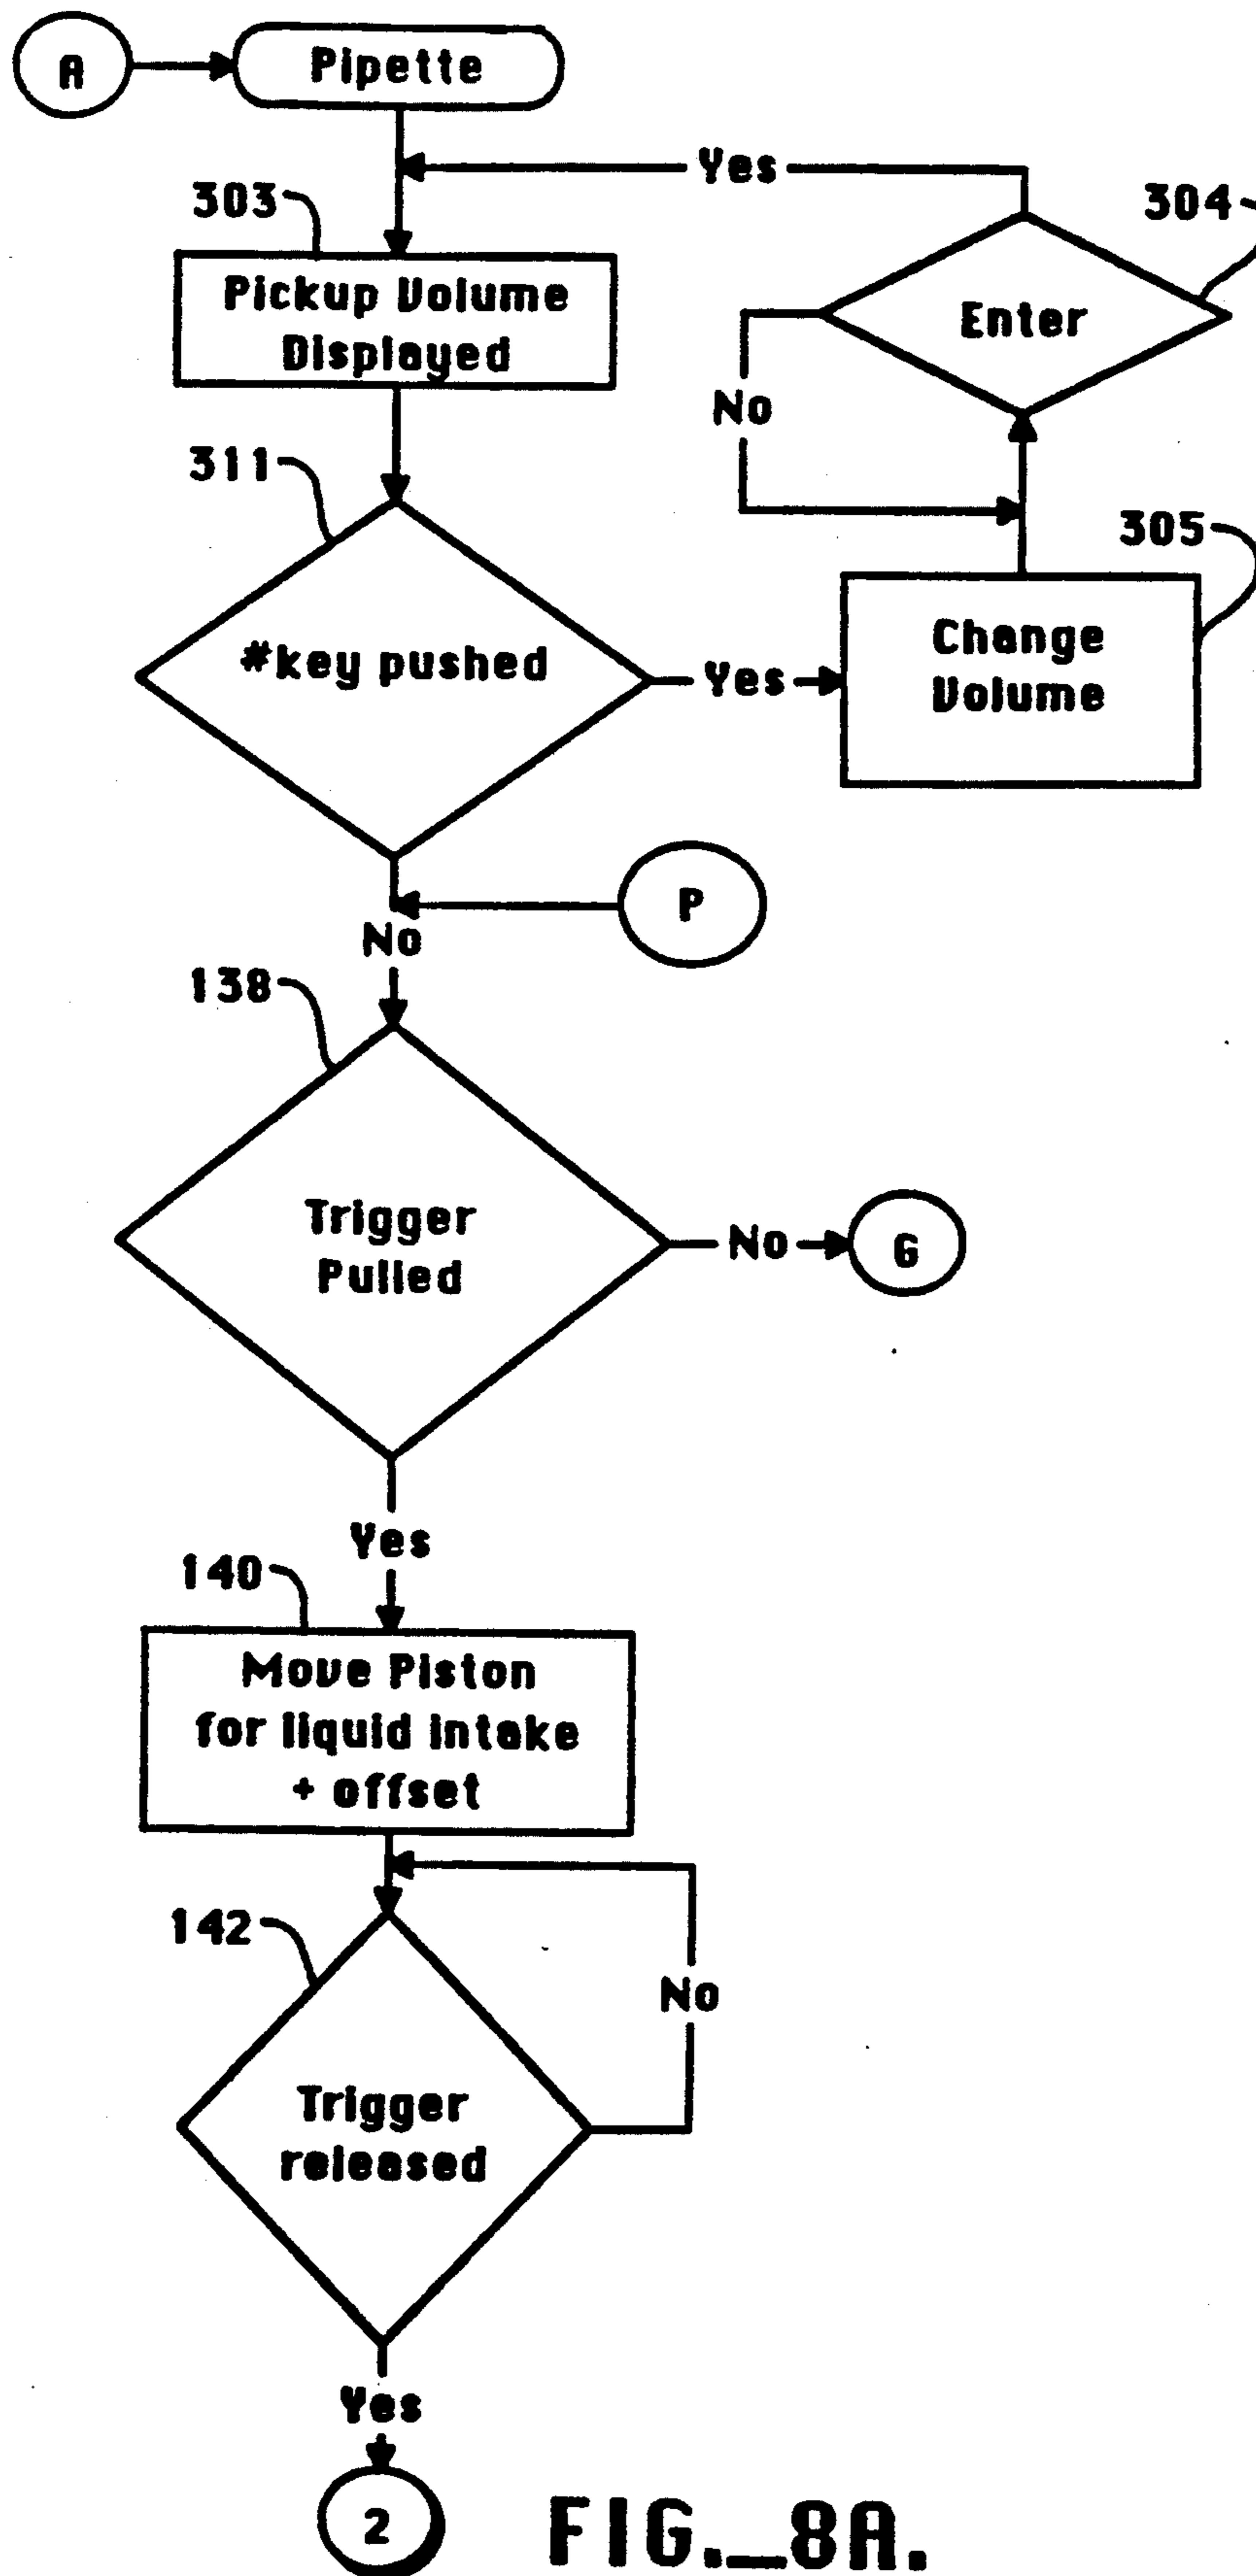 A
Pipette
Yes
303
304
Pickup Volume
Displayed
Enter
No
311
305
#key pushed
Yes
Change
Volume
P
No
138
Trigger
Pulled
No
G
Yes
140
Move Piston
for liquid intake
+ offset
142
No
Trigger
released
Yes
2
FIG._8A.